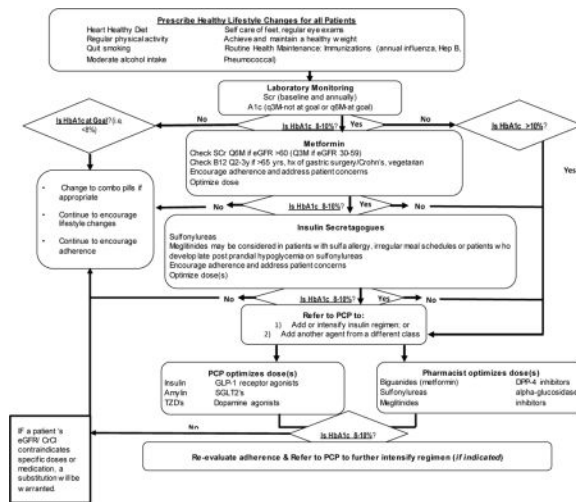 Prescribe Healthy Lifestyle Changes for all Patients
Heart Healthy Diet
Regular physical activity
Quit smoking
Moderate alcohol intake
Self care of feet, regular eye exams
Achieve and maintain a healthy weight
Routine Health Maintenance: Immunizations (annual influenza, Hep B,
Pneumococcal)
Laboratory Monitoring
Scr (baseline and annually)
A1c (q3M-not at goal or q6M-at goal)
Is HbA1c at Goal? (i.e.
<8%)
No
Is HbA1c 8-10%?
Yes
No
Is HbA1c >10%?
Yes
Metformin
Check SCr Q6M if eGFR >60 (Q3M if eGFR 30-59)
Check B12 Q2-3y if >65 yrs, hx of gastric surgery/Crohn's, vegetarian
Encourage adherence and address patient concerns
Optimize dose
• Change to combo pills if
appropriate
• Continue to encourage
lifestyle changes
• Continue to encourage
adherence
No
Is HbA1c 8-10%?
Yes
No
Insulin Secretagogues
Sulfonylureas
Meglitinides may be considered in patients with sulfa allergy, irregular meal schedules or patients who
develop late post prandial hypoglycemia on sulfonylureas
Encourage adherence and address patient concerns
Optimize dose(s)
No
Is HbA1c 8-10%?
Yes
No
Refer to PCP to:
1) Add or intensify insulin regimen; or
2) Add another agent from a different class
PCP optimizes dose(s)
Insulin GLP-1 receptor agonists
Amylin SGLT2's
TZD's Dopamine agonists
Pharmacist optimizes dose(s)
Biguanides (metformin) DPP-4 inhibitors
Sulfonylureas alpha-glucosidase
Meglitinides inhibitors
No
Is HbA1c 8-10%?
IF a patient's
eGFR/ CrCl
contraindicates
specific doses or
medication, a
substitution will be
warranted.
Re-evaluate adherence & Refer to PCP to further intensify regimen (if indicated)